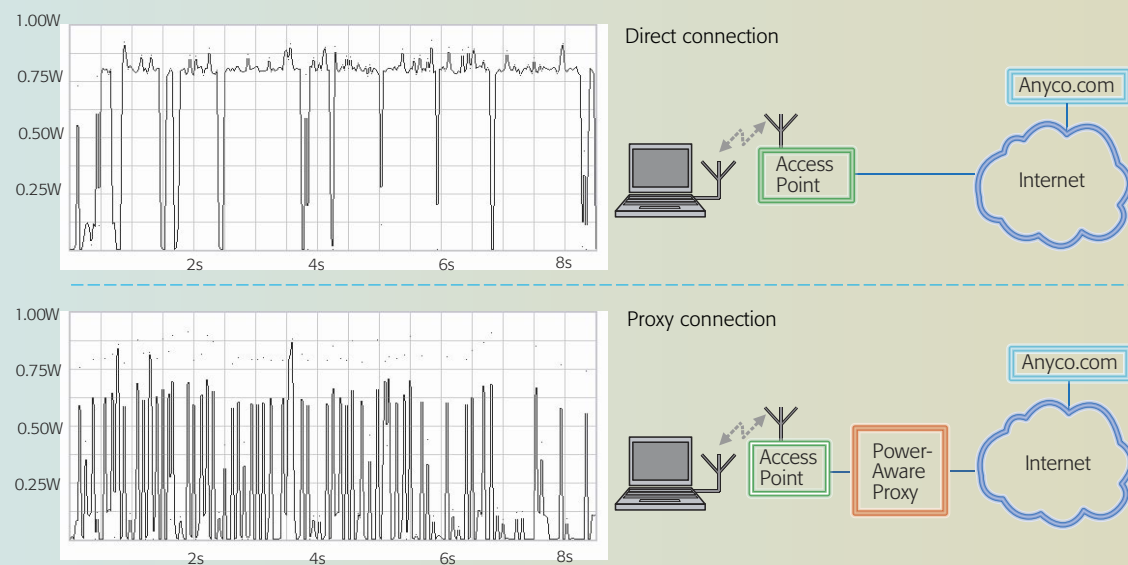 1.00W
0.75W
0.50W
0.25W
2s
4s
6s
8s
Direct connection
Access
Point
Anyco.com
Internet
1.00W
0.75W
0.50W
0.25W
2s
4s
6s
8s
Proxy connection
Access
Point
Power-
Aware
Proxy
Anyco.com
Internet